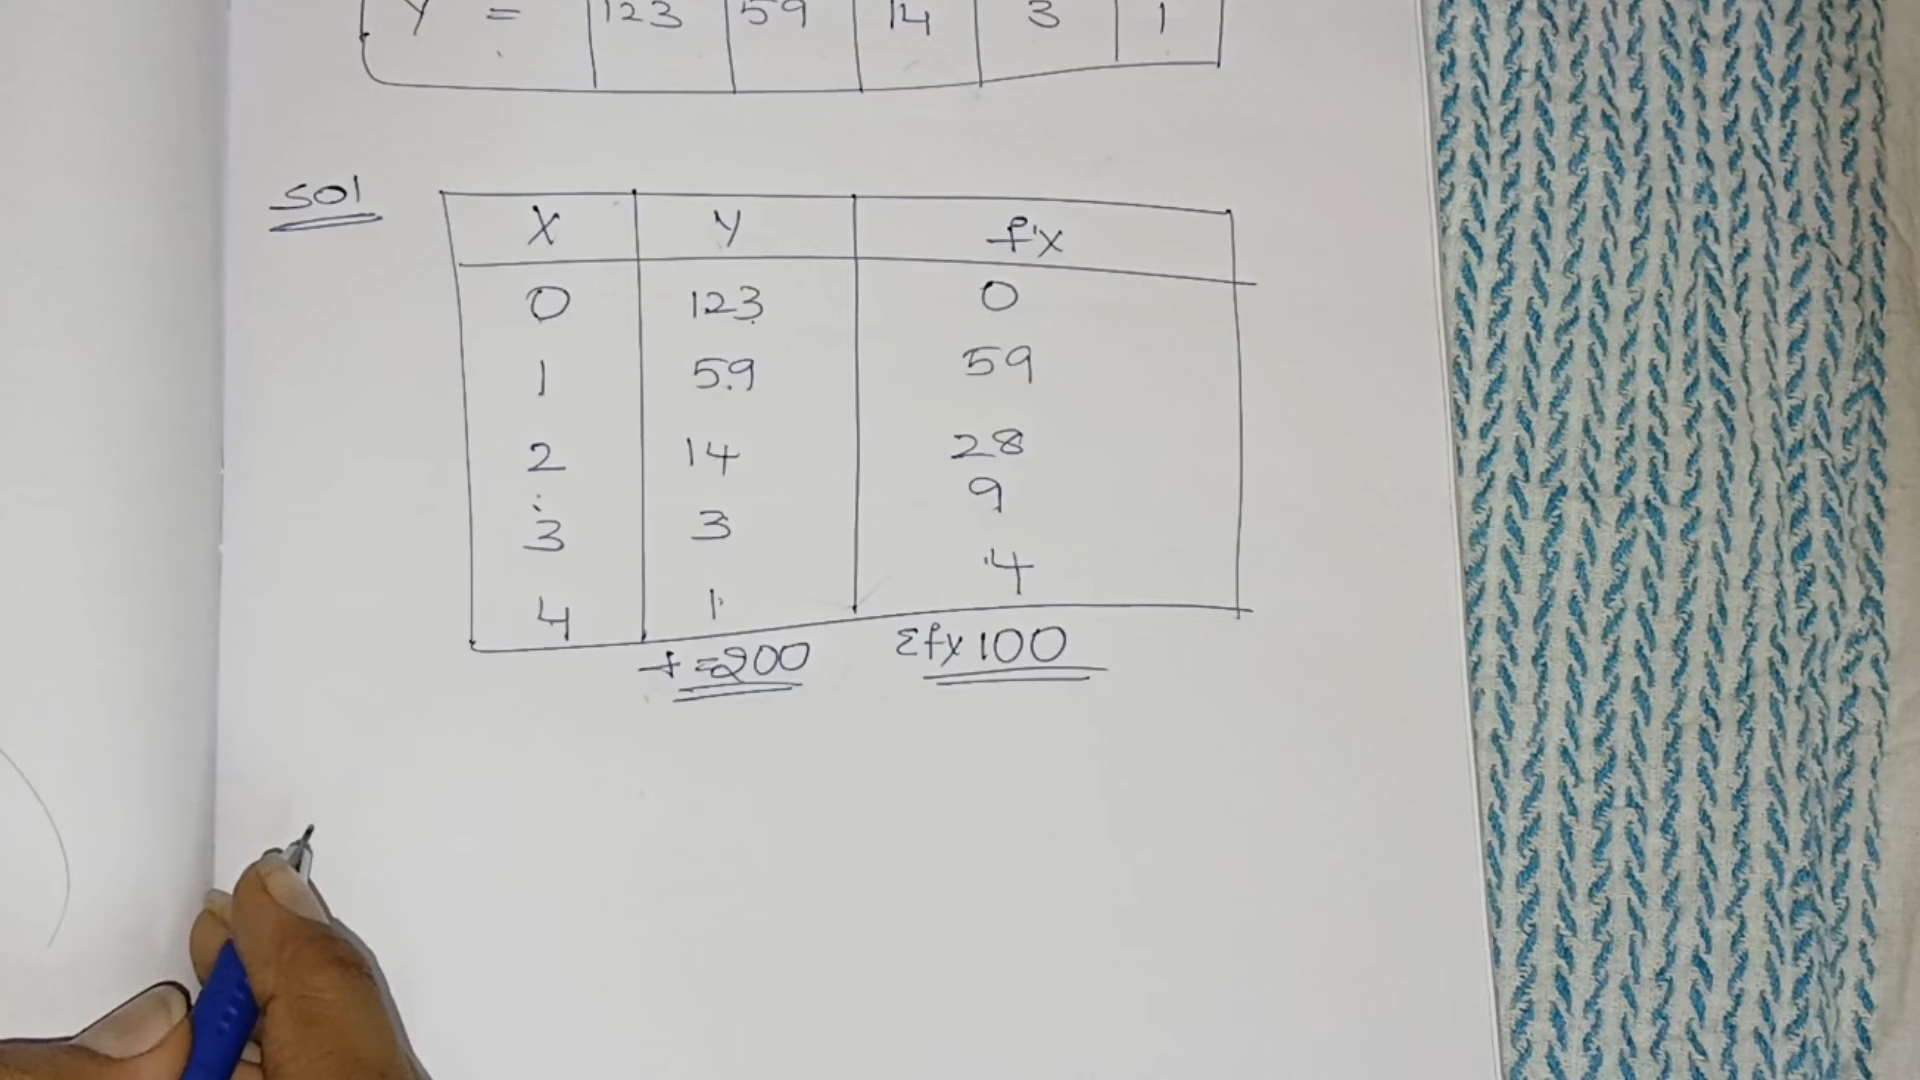 Y = 123 59 14 3 1
Sol
X Y f'x
0 123 0
1 59 59
2 14 28
3 3 9
4 1 4
f=200 Σfx 100